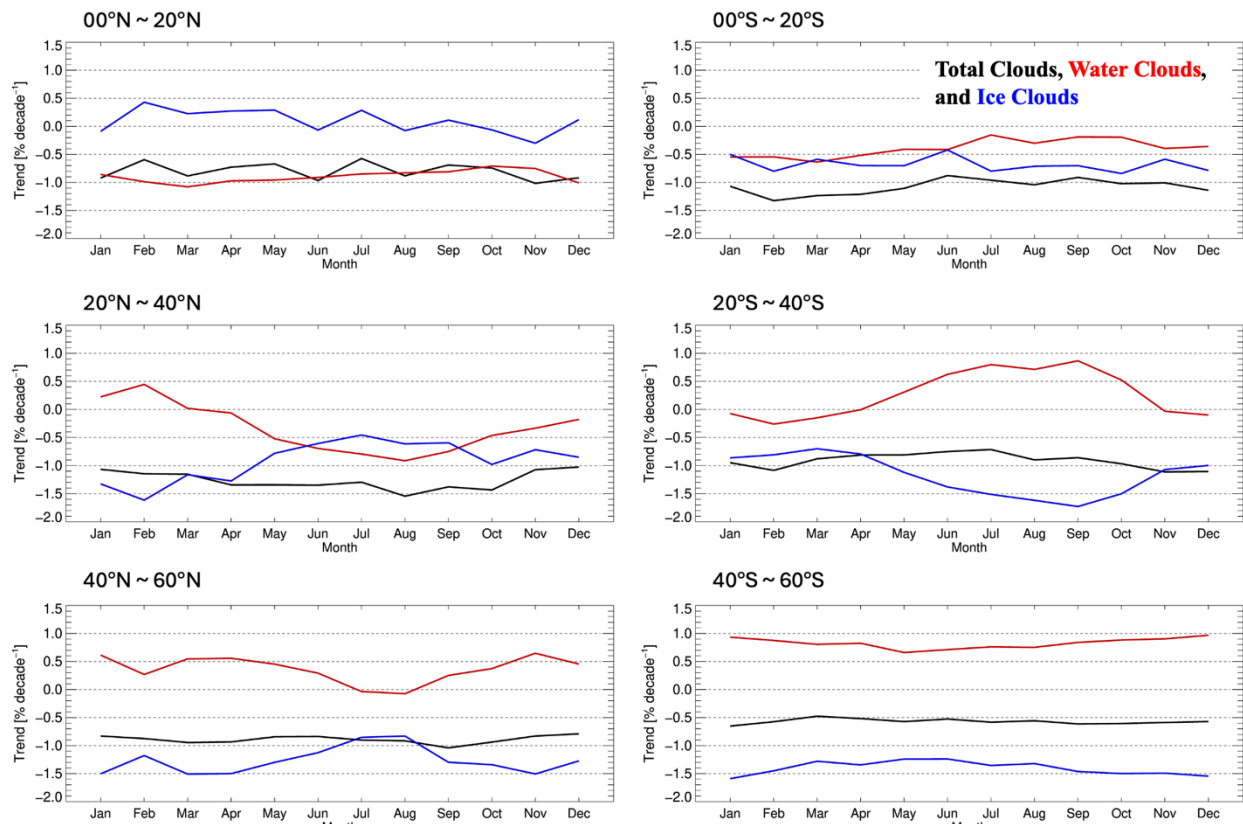 00°N ~ 20°N
00°S ~ 20°S
Total Clouds, Water Clouds,
and Ice Clouds
Trend [% decade⁻¹]
1.5
1.0
0.5
0.0
−0.5
−1.0
−1.5
−2.0
Jan Feb Mar Apr May Jun Jul Aug Sep Oct Nov Dec
Month
Trend [% decade⁻¹]
1.5
1.0
0.5
0.0
−0.5
−1.0
−1.5
−2.0
Jan Feb Mar Apr May Jun Jul Aug Sep Oct Nov Dec
Month
20°N ~ 40°N
20°S ~ 40°S
Trend [% decade⁻¹]
1.5
1.0
0.5
0.0
−0.5
−1.0
−1.5
−2.0
Jan Feb Mar Apr May Jun Jul Aug Sep Oct Nov Dec
Month
Trend [% decade⁻¹]
1.5
1.0
0.5
0.0
−0.5
−1.0
−1.5
−2.0
Jan Feb Mar Apr May Jun Jul Aug Sep Oct Nov Dec
Month
40°N ~ 60°N
40°S ~ 60°S
Trend [% decade⁻¹]
1.5
1.0
0.5
0.0
−0.5
−1.0
−1.5
−2.0
Jan Feb Mar Apr May Jun Jul Aug Sep Oct Nov Dec
Trend [% decade⁻¹]
1.5
1.0
0.5
0.0
−0.5
−1.0
−1.5
−2.0
Jan Feb Mar Apr May Jun Jul Aug Sep Oct Nov Dec